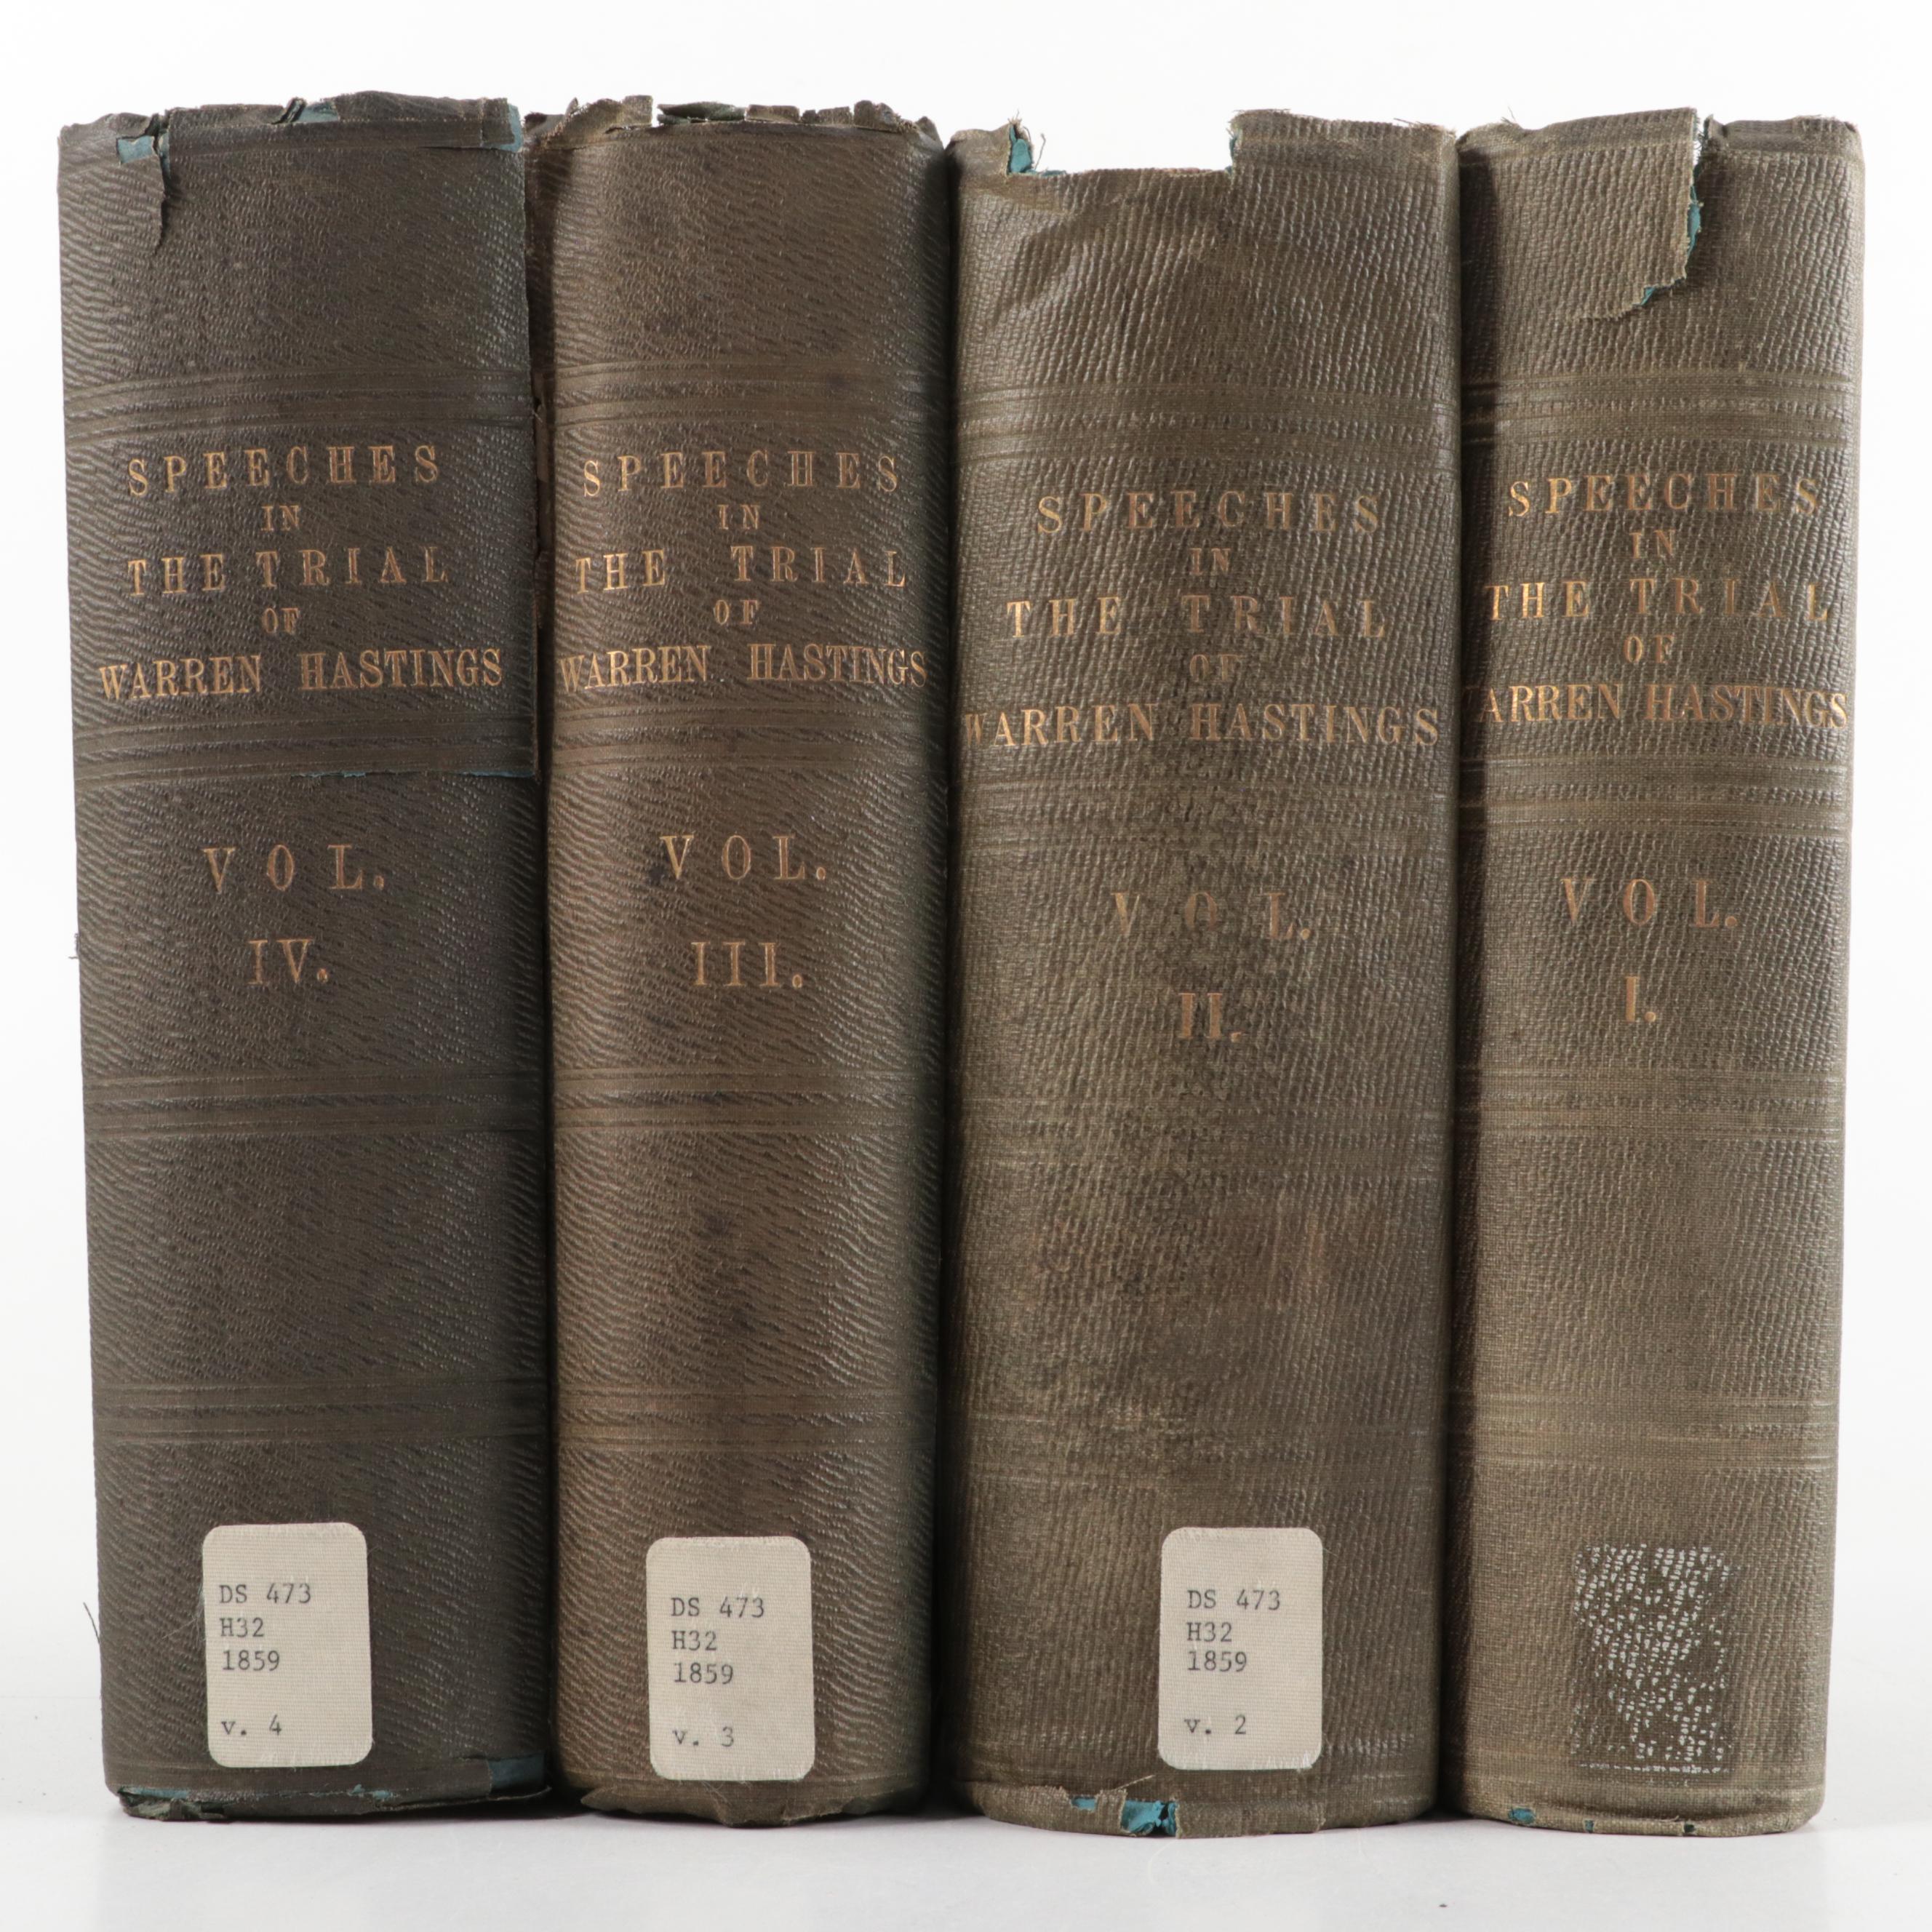 SPEECHES
IN
THE TRIAL
OF
WARREN HASTINGS
VOL.
IV.
DS 473
H32
1859
v. 4
SPEECHES
IN
THE TRIAL
OF
WARREN HASTINGS
VOL.
III.
DS 473
H32
1859
v. 3
SPEECHES
IN
THE TRIAL
OF
WARREN HASTINGS
VOL.
II.
DS 473
H32
1859
v. 2
SPEECHES
IN
THE TRIAL
OF
WARREN HASTINGS
VOL.
I.